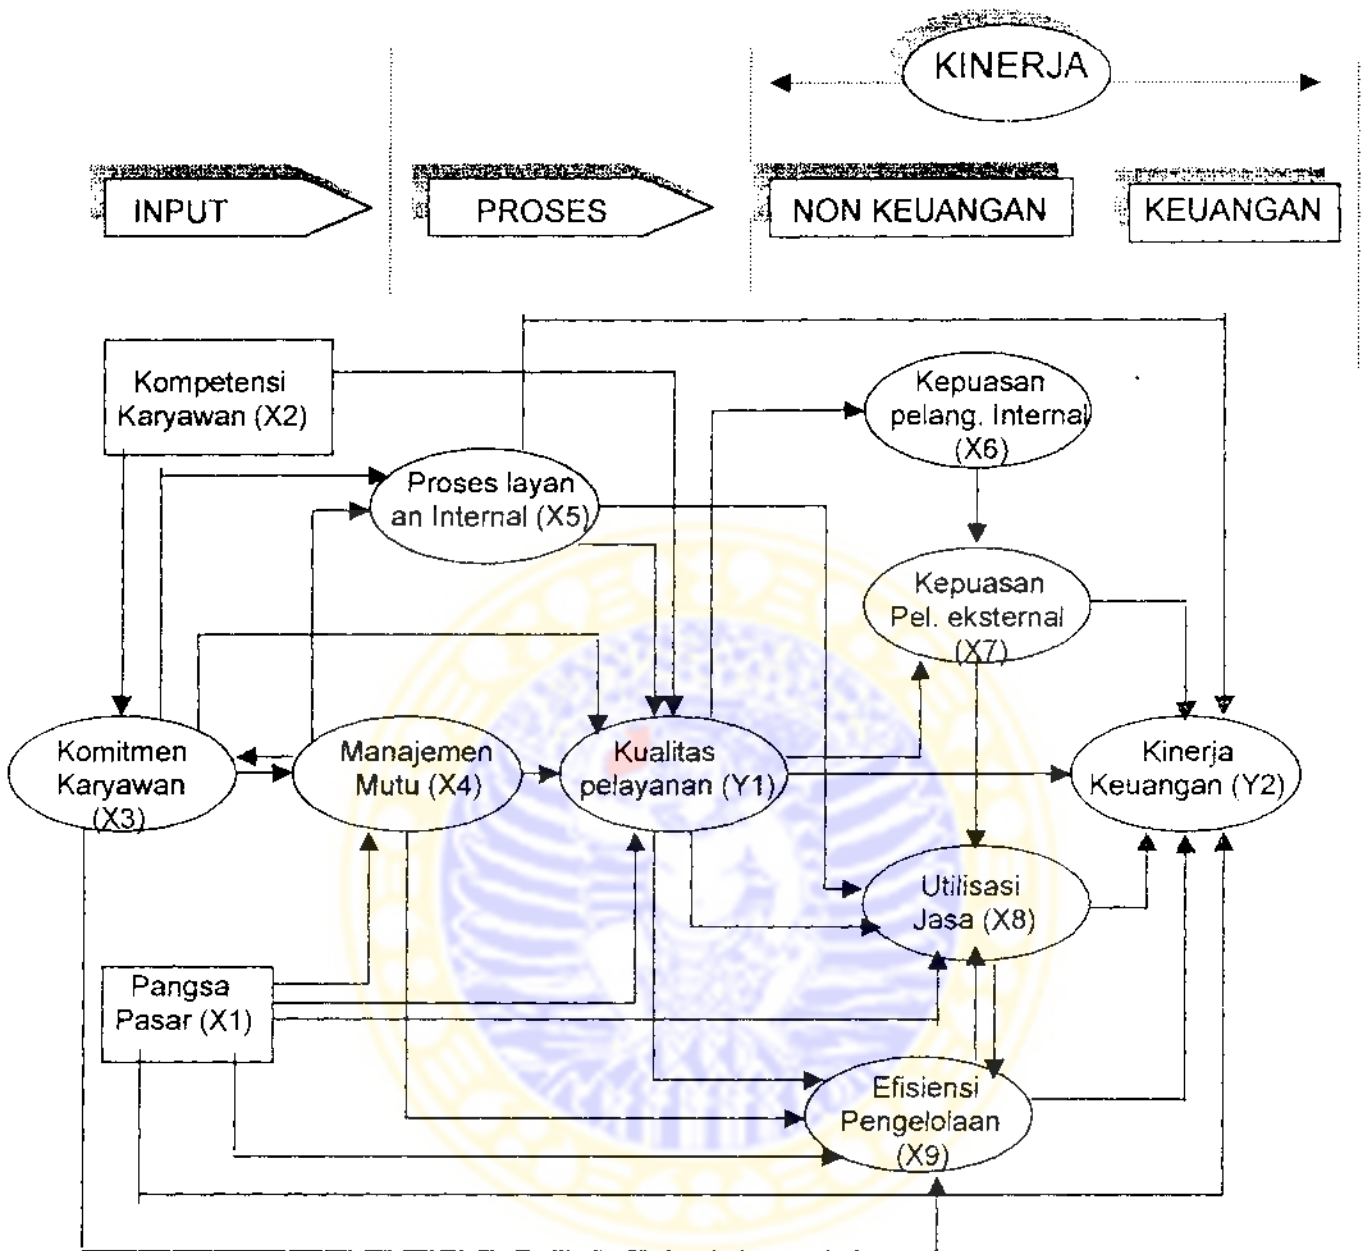 KINERJA
INPUT
PROSES
NON KEUANGAN
KEUANGAN
Kompetensi
Karyawan (X2)
Proses layan
an Internal (X5)
Kepuasan
pelang. Internal
(X6)
Kepuasan
Pel. eksternal
(X7)
Komitmen
Karyawan
(X3)
Manajemen
Mutu (X4)
Kualitas
pelayanan (Y1)
Kinerja
Keuangan (Y2)
Utilisasi
Jasa (X8)
Pangsa
Pasar (X1)
Efisiensi
Pengelolaan
(X9)